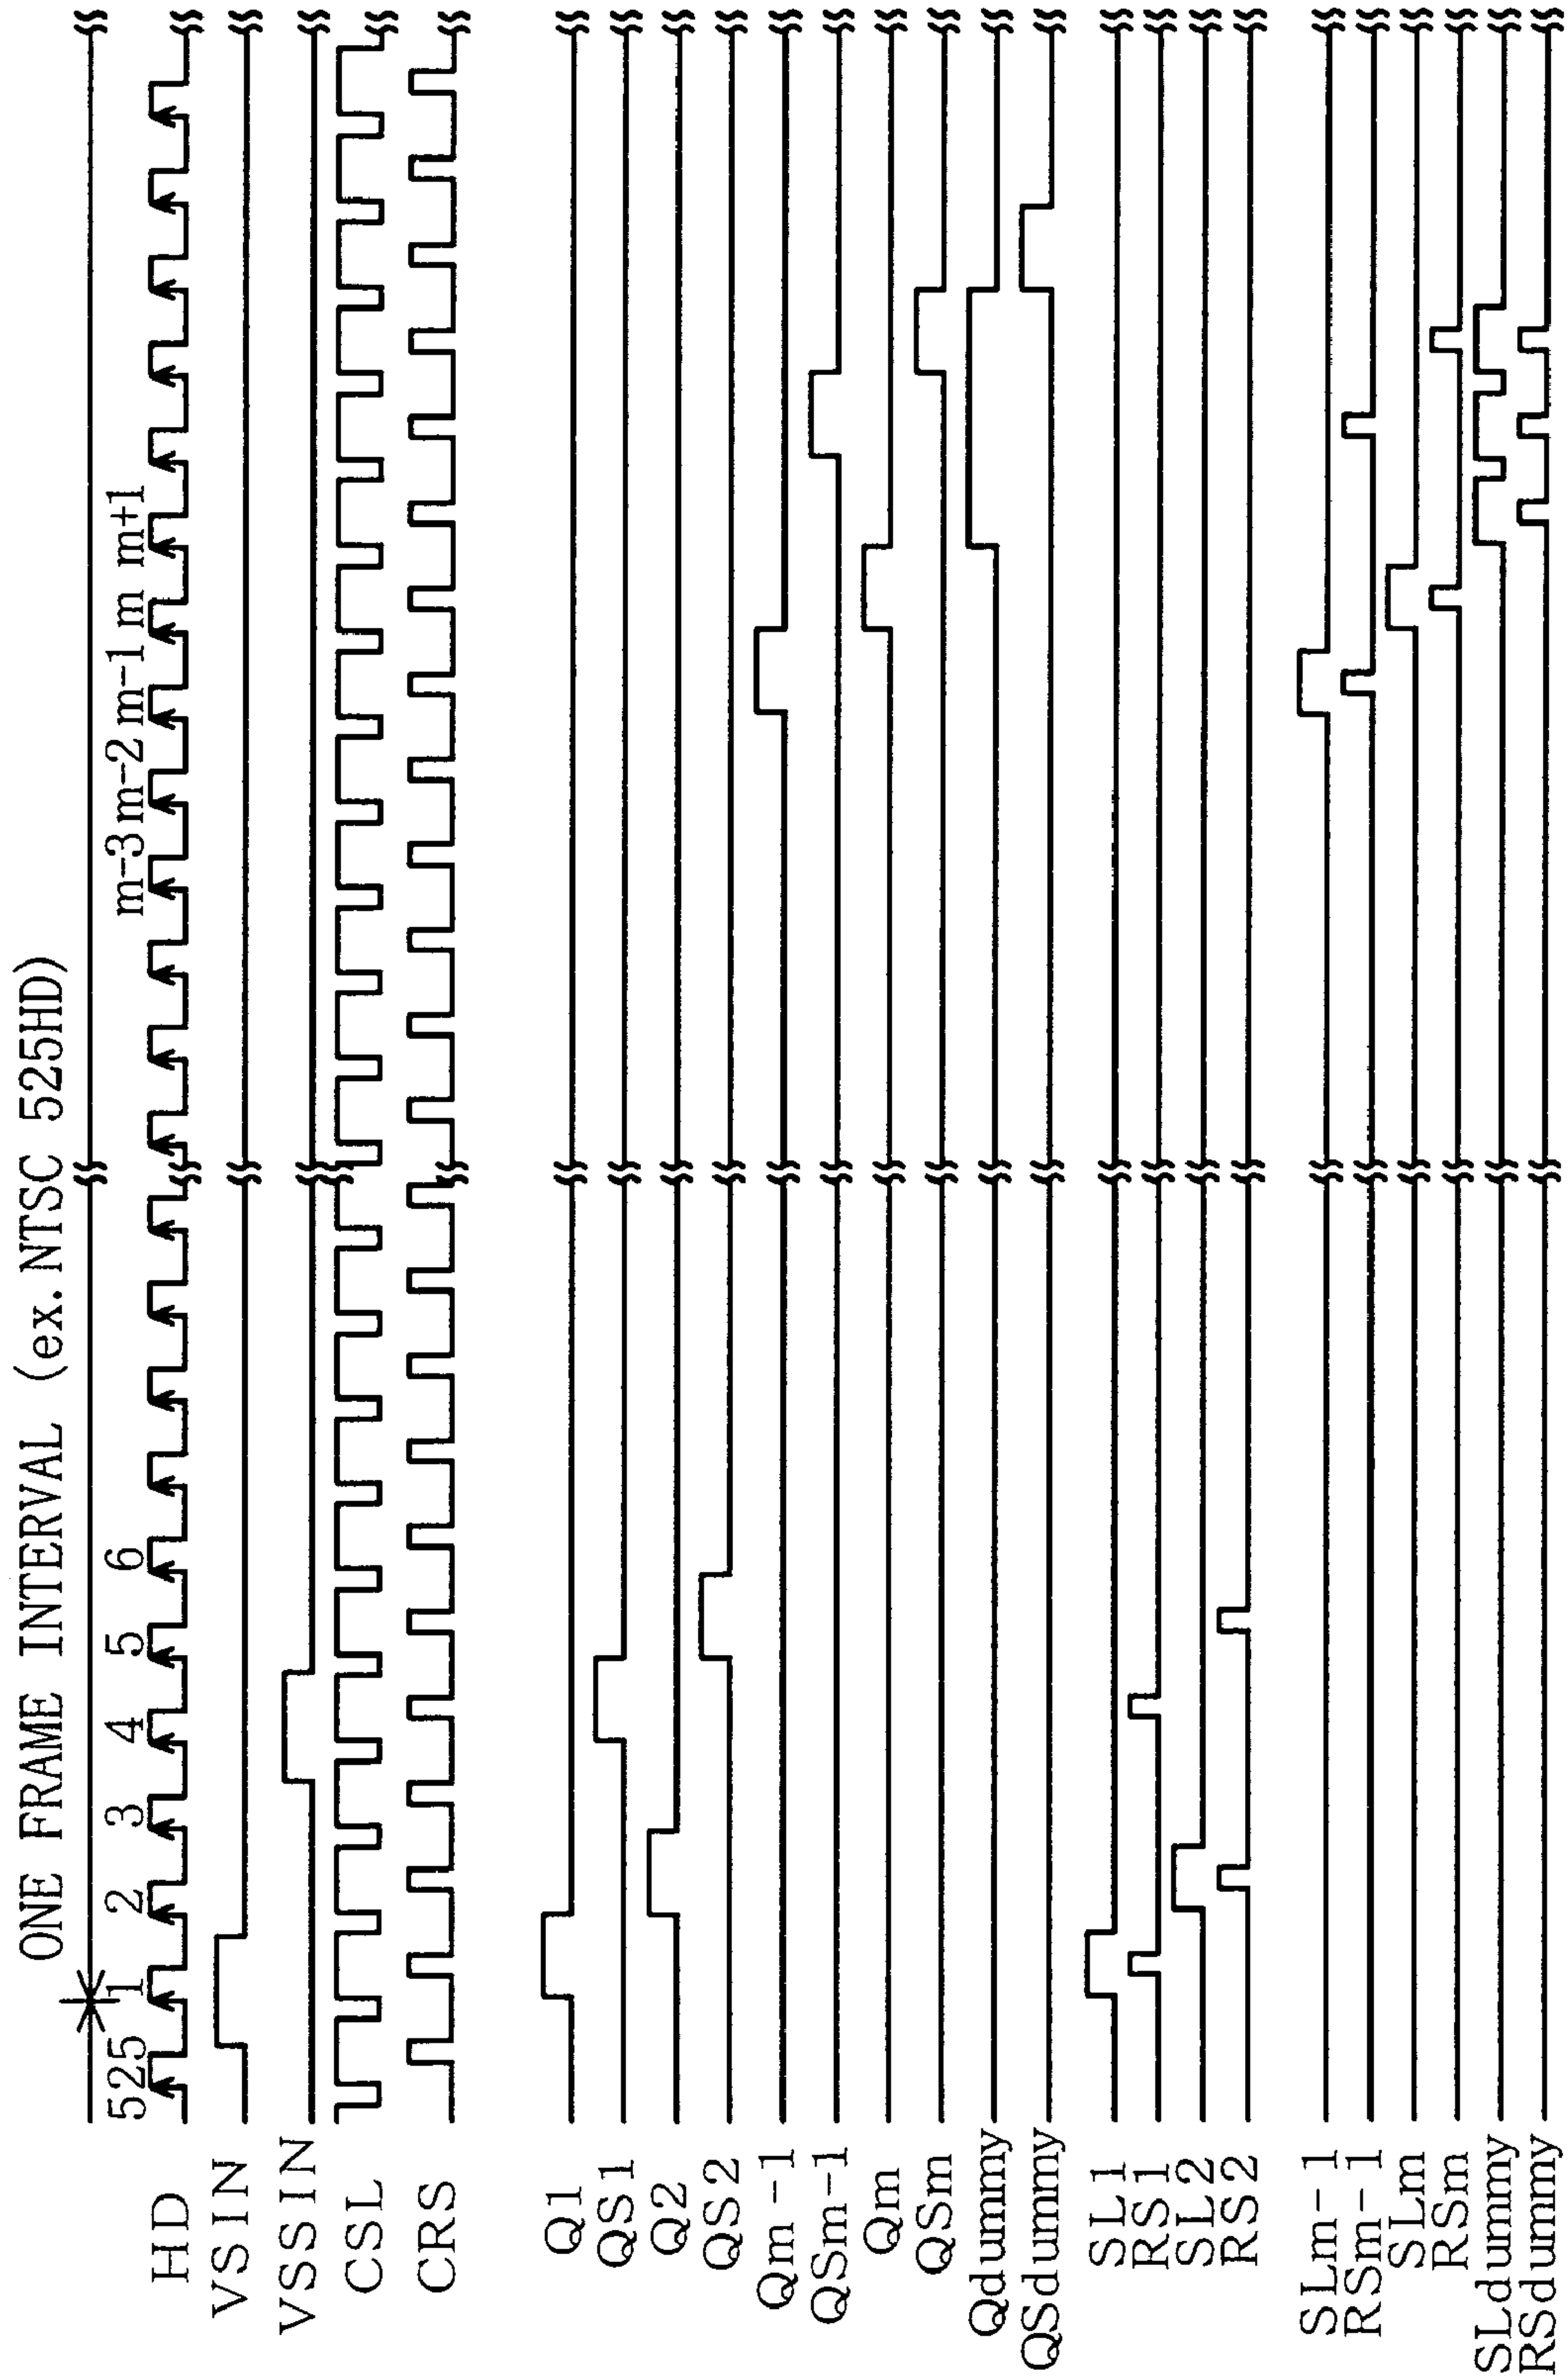 ONE FRAME INTERVAL (ex. NTSC 525HD)
525 1 2 3 4 5 6 m-3 m-2 m-1 m m+1
HD
VSIN
VSSIN
CSL
CRS
Q1
QS1
Q2
QS2
Qm-1
QSm-1
Qm
QSm
Qdummy
QSdummy
SL1
RS1
SL2
RS2
SLm-1
RSm-1
SLm
RSm
SLdummy
RSdummy